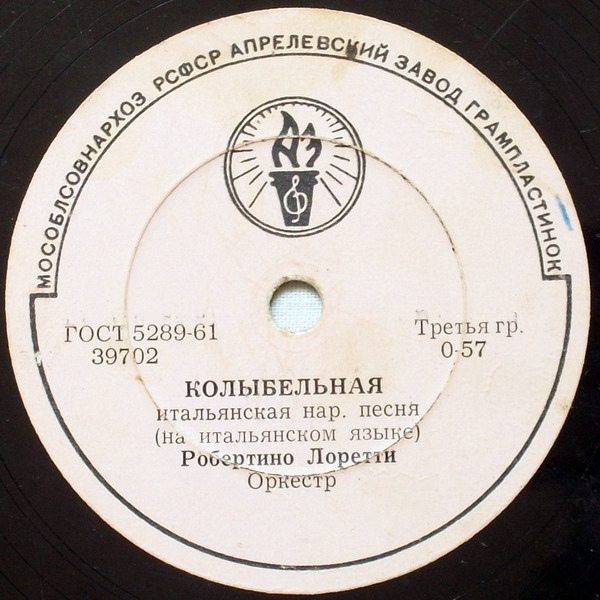 МОСОБЛСОВНАРХОЗ РСФСР АПРЕЛЕВСКИЙ ЗАВОД ГРАМПЛАСТИНОК
АЗ
ГОСТ 5289-61
39702
Третья гр.
0-57
КОЛЫБЕЛЬНАЯ
итальянская нар. песня
(на итальянском языке)
Робертино Лоретти
Оркестр